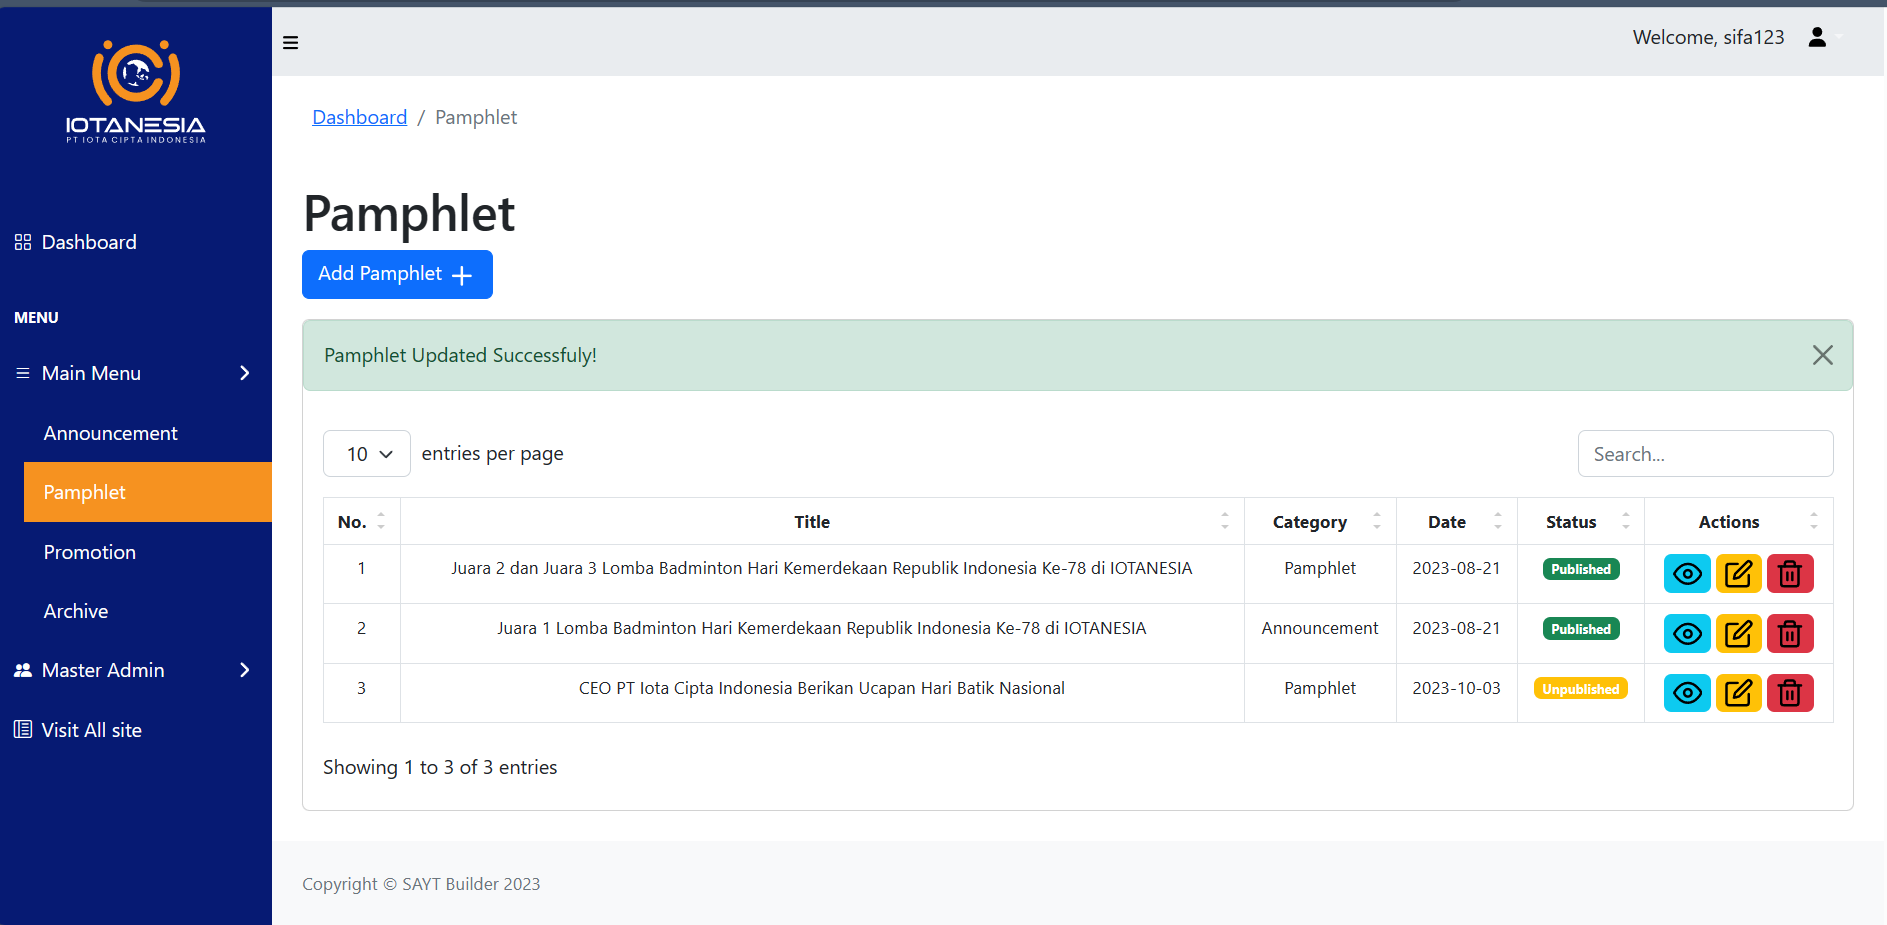 IOTANESIA
PT IOTA CIPTA INDONESIA
Welcome, sifa123
Dashboard / Pamphlet
Dashboard
MENU
Main Menu
Announcement
Pamphlet
Promotion
Archive
Master Admin
Visit All site
Pamphlet
Add Pamphlet
Pamphlet Updated Successfuly!
10 entries per page
Search...
No. Title Category Date Status Actions
1 Juara 2 dan Juara 3 Lomba Badminton Hari Kemerdekaan Republik Indonesia Ke-78 di IOTANESIA Pamphlet 2023-08-21 Published
2 Juara 1 Lomba Badminton Hari Kemerdekaan Republik Indonesia Ke-78 di IOTANESIA Announcement 2023-08-21 Published
3 CEO PT Iota Cipta Indonesia Berikan Ucapan Hari Batik Nasional Pamphlet 2023-10-03 Unpublished
Showing 1 to 3 of 3 entries
Copyright © SAYT Builder 2023